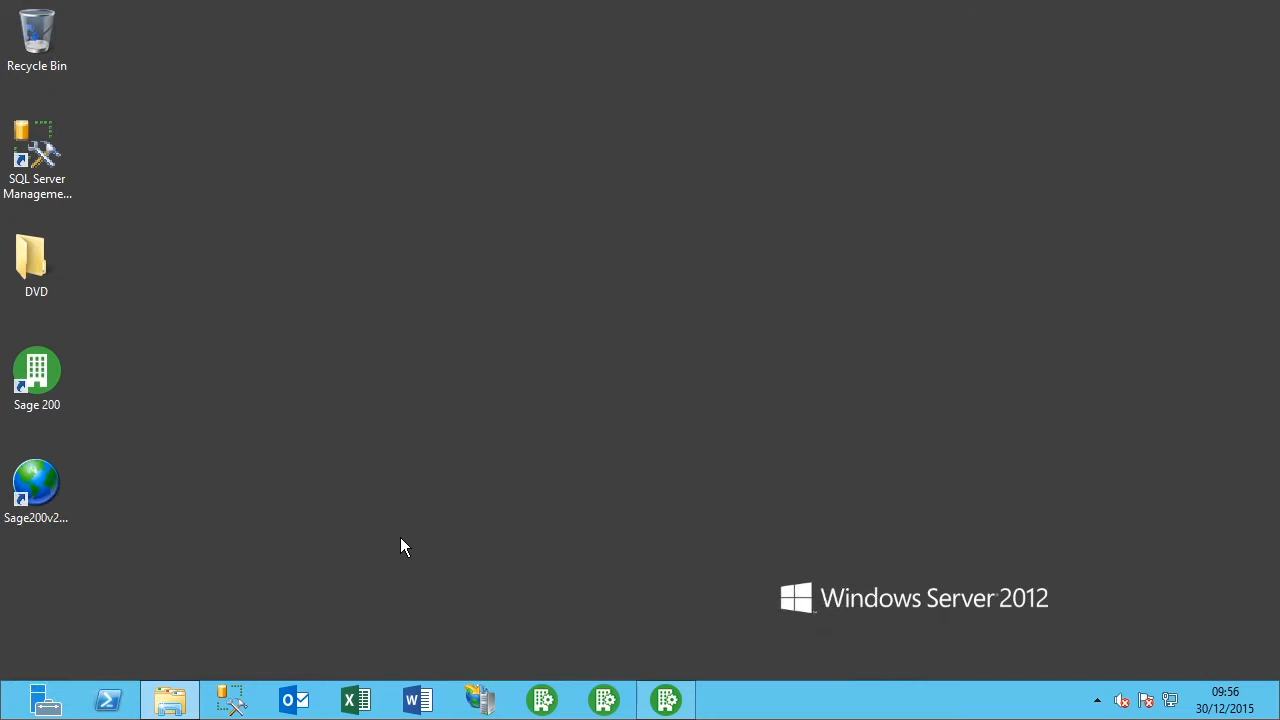 Recycle Bin
SQL Server
Manageme...
DVD
Sage 200
Sage200v2...
Windows Server 2012
09:56
30/12/2015